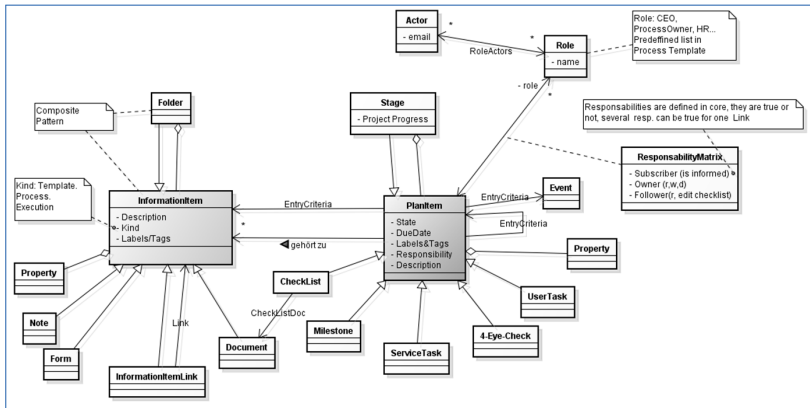 Actor
- email
*
*
RoleActors
Role
- name
Role: CEO,
ProcessOwner, HR...
Predeffined list in
Process Template
- role
*
Composite
Pattern
Folder
Stage
- Project Progress
Responsabilities are defined in core, they are true or
not, several resp. can be true for one Link
ResponsabilityMatrix
- Subscriber (is informed)
- Owner (r,w,d)
- Follower(r, edit checklist)
Kind: Template.
Process.
Execution
InformationItem
- Description
- Kind
- Labels/Tags
EntryCriteria
*
gehört zu
PlanItem
- State
- DueDate
- Labels&Tags
- Responsibility
- Description
EntryCriteria
Event
EntryCriteria
Property
Property
CheckList
UserTask
Note
Link
CheckListDoc
Form
Document
Milestone
4-Eye-Check
InformationItemLink
ServiceTask